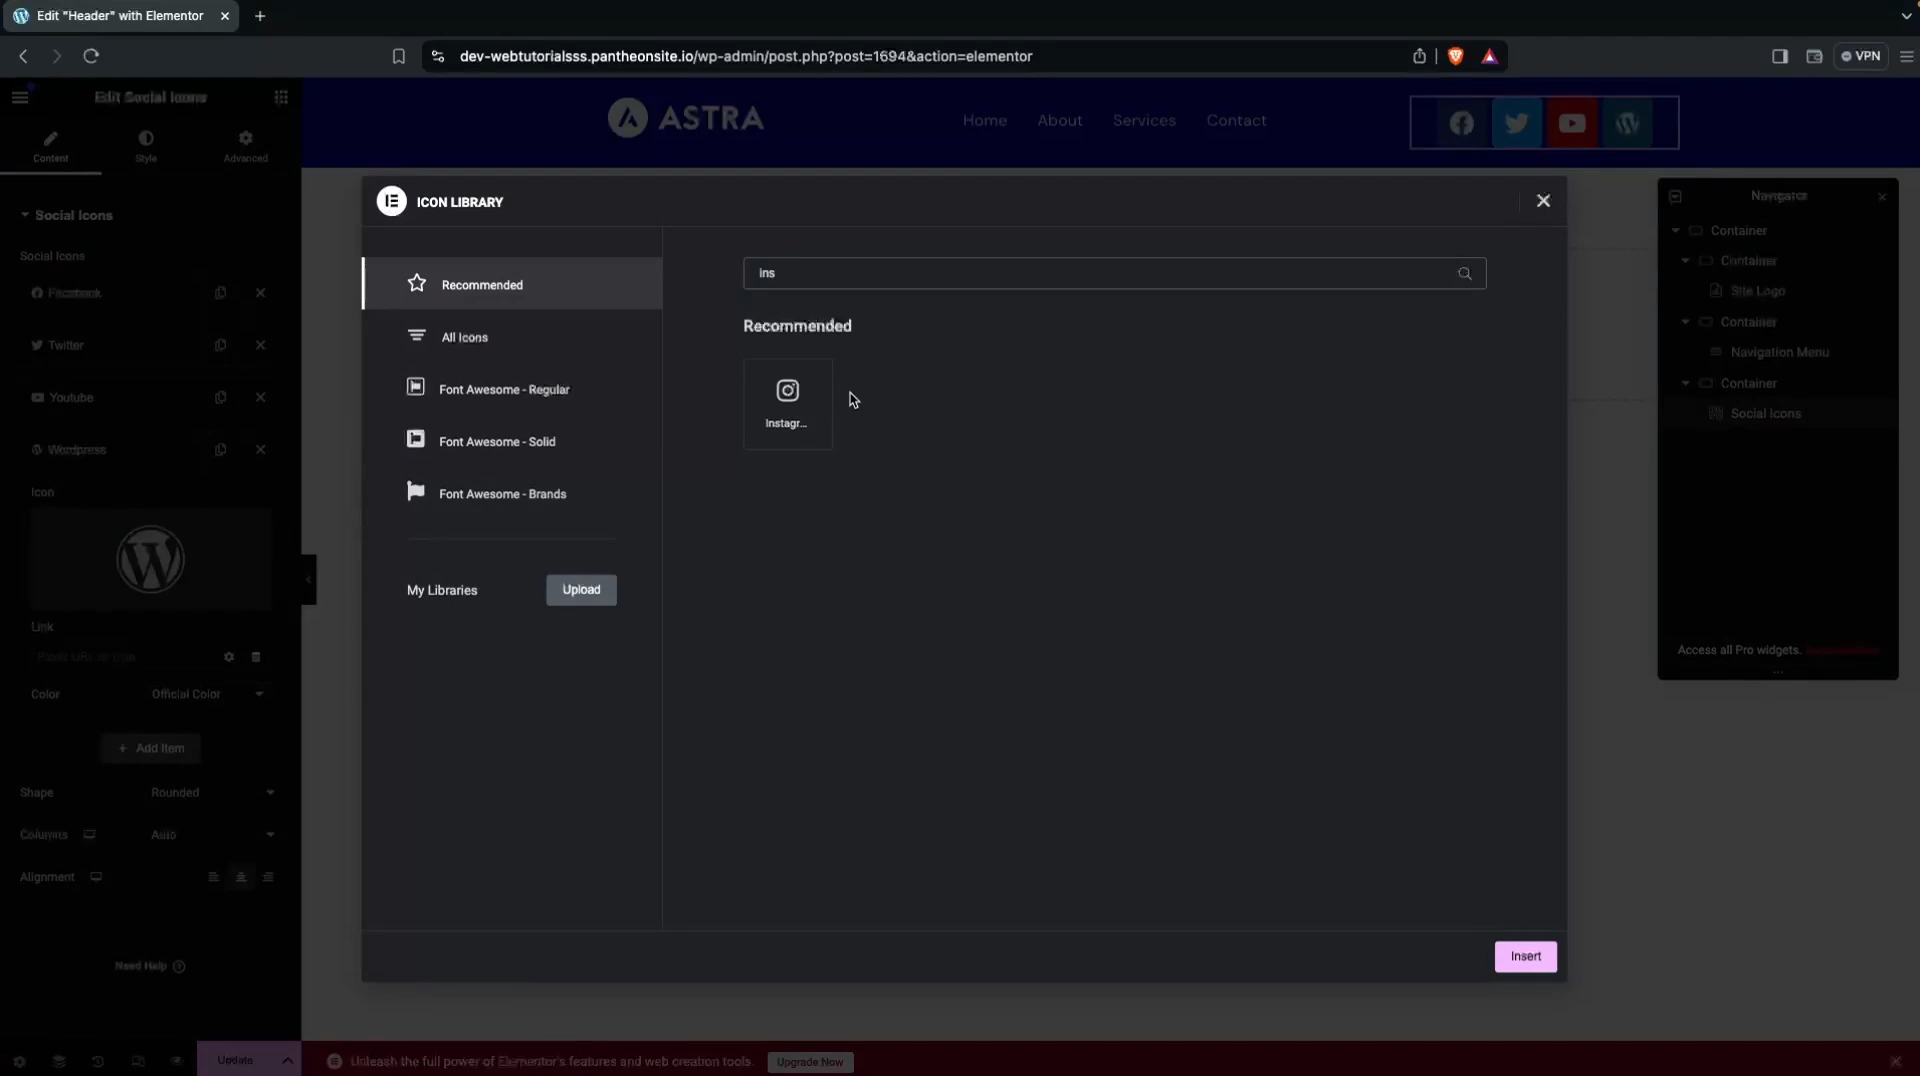 Edit "Header" with Elementor
dev-webtutorialsss.pantheonsite.io/wp-admin/post.php?post=1694&action=elementor
VPN
Edit Social Icons
Content
Style
Advanced
ASTRA
Home
About
Services
Contact
Social Icons
Social Icons
Facebook
Twitter
Youtube
Wordpress
Icon
Link
Paste URL or type
Color
Official Color
+ Add Item
Shape
Rounded
Columns
Auto
Alignment
Need Help
Update
ICON LIBRARY
Recommended
All Icons
Font Awesome - Regular
Font Awesome - Solid
Font Awesome - Brands
My Libraries
Upload
ins
Recommended
Instagr...
Insert
Navigator
Container
Container
Site Logo
Container
Navigation Menu
Container
Social Icons
Access all Pro widgets.
Unleash the full power of Elementor's features and web creation tools.
Upgrade Now